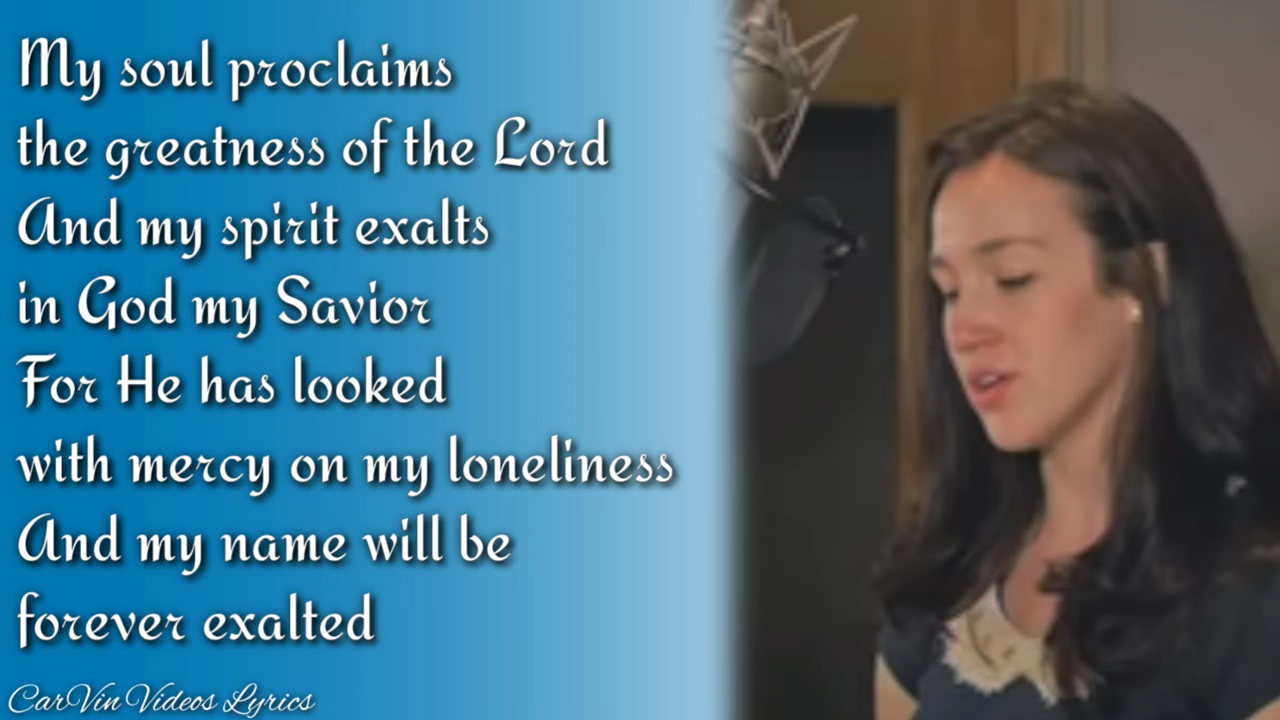 My soul proclaims
the greatness of the Lord
And my spirit exalts
in God my Savior
For He has looked
with mercy on my loneliness
And my name will be
forever exalted
CarVin Videos Lyrics